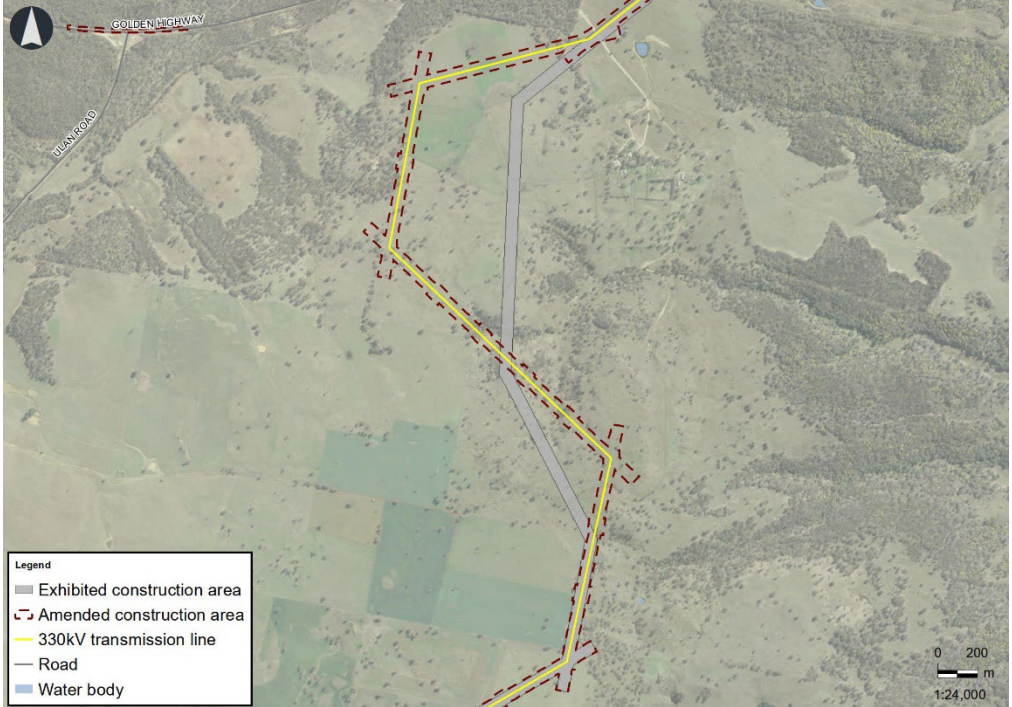 GOLDEN HIGHWAY
ULAN ROAD
Legend
Exhibited construction area
Amended construction area
330kV transmission line
Road
Water body
0 200
m
1:24,000